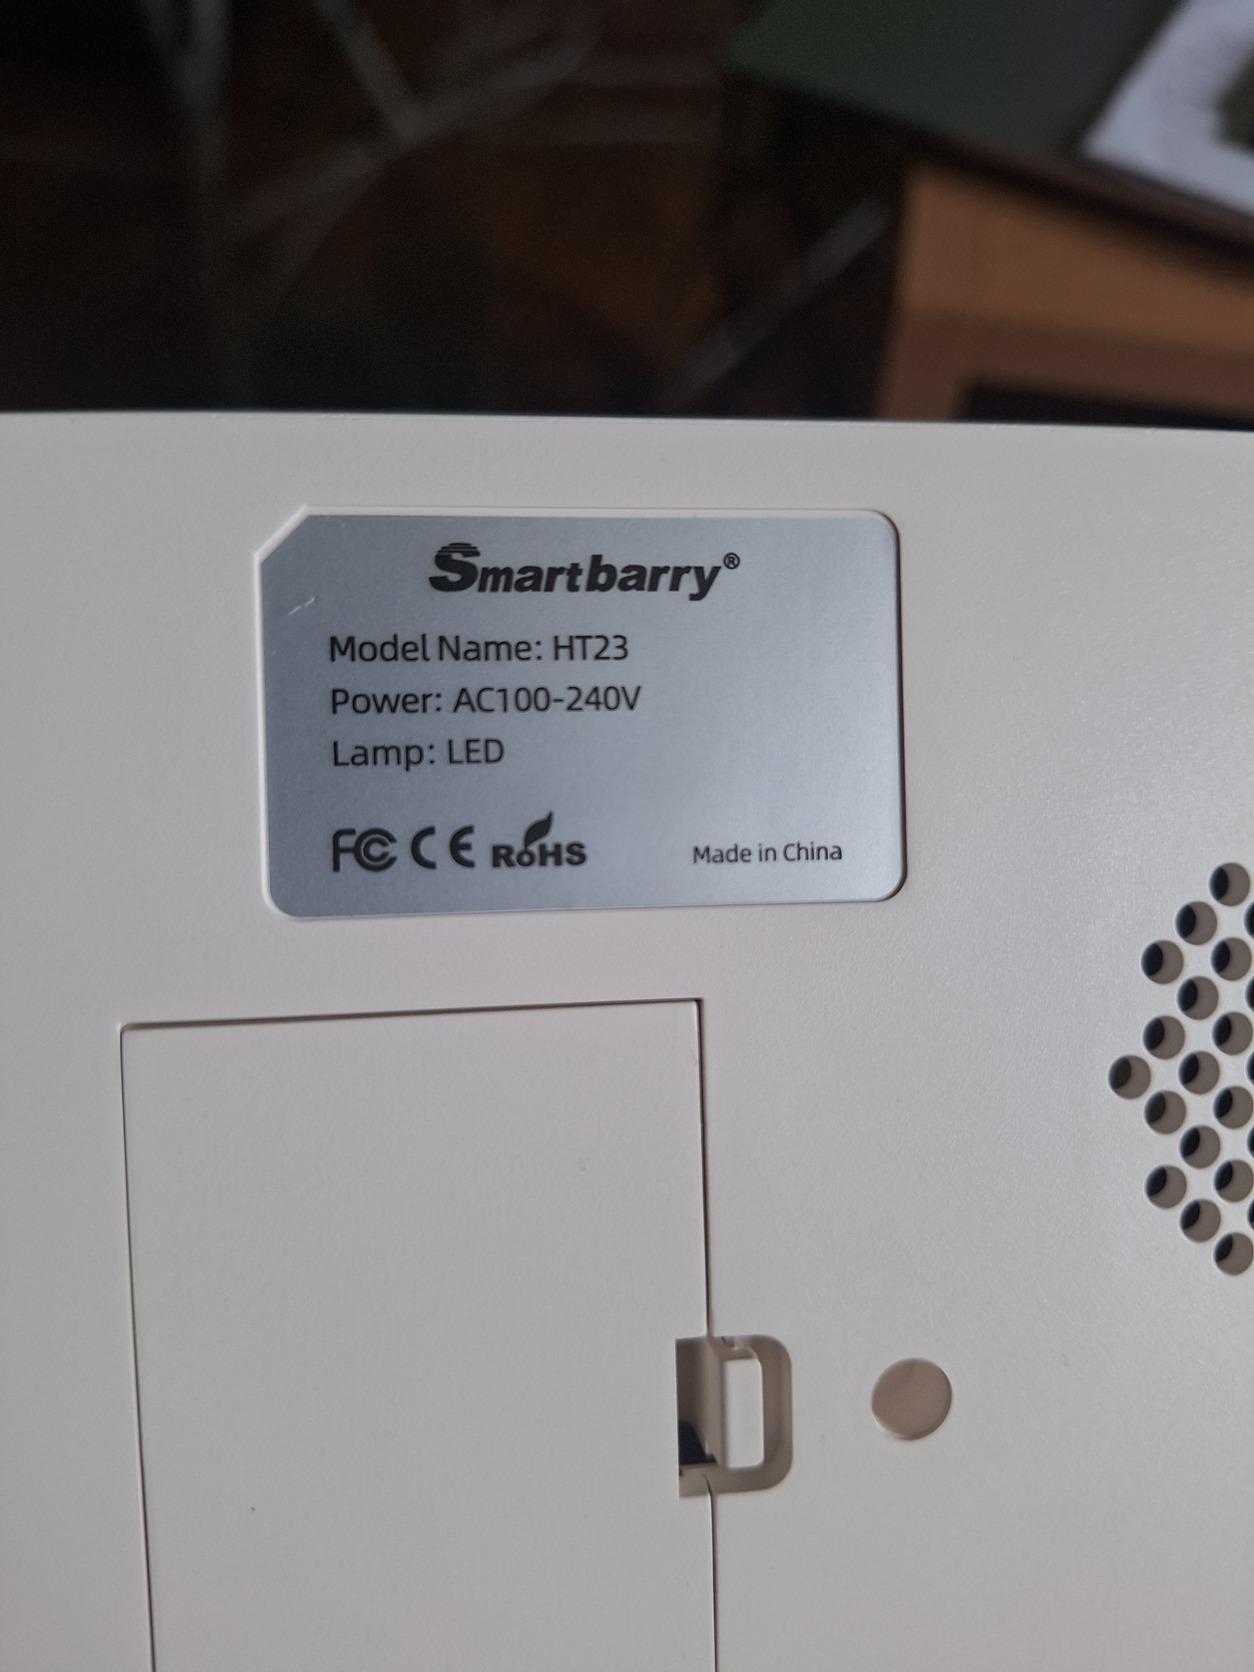 Smartbarry®
Model Name: HT23
Power: AC100-240V
Lamp: LED
FC CE RoHS
Made in China